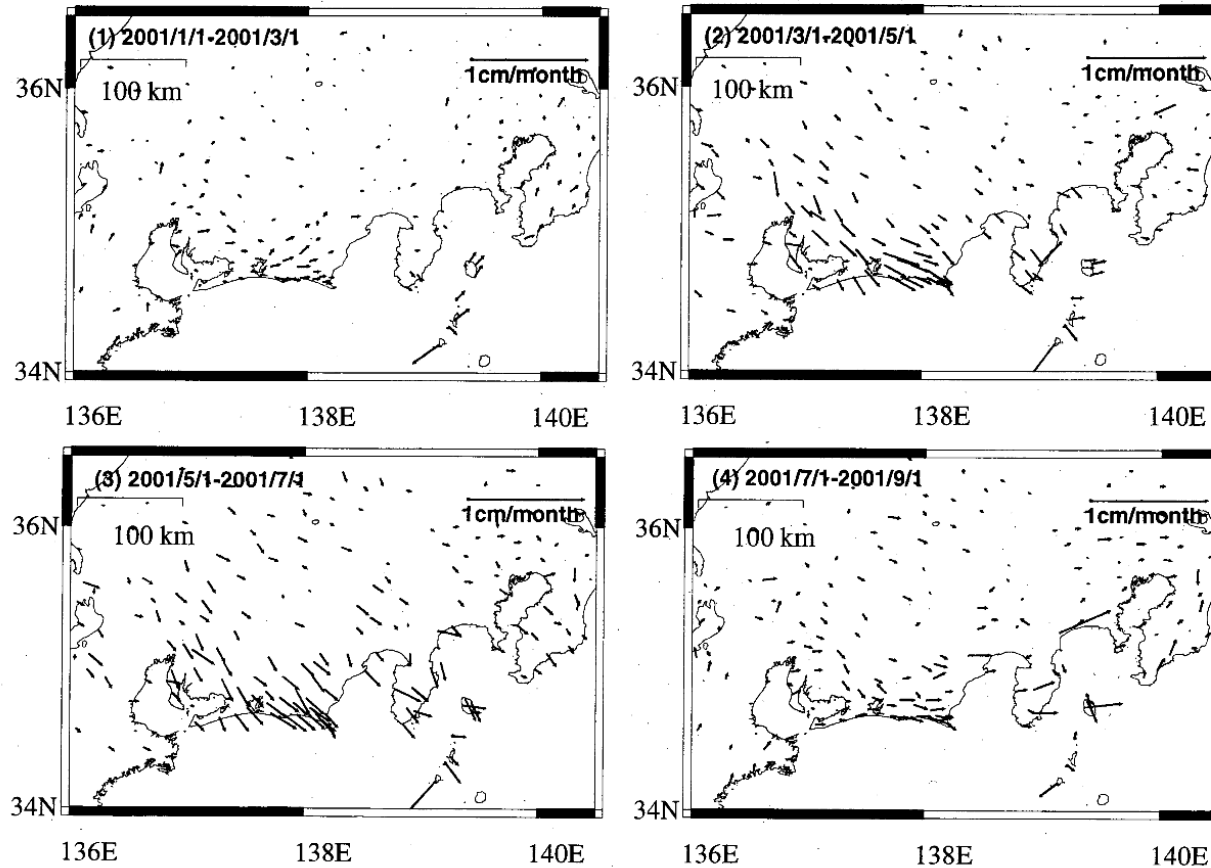 (1) 2001/1/1-2001/3/1
1cm/month
100 km
36N
34N
136E 138E 140E
(2) 2001/3/1-2001/5/1
1cm/month
100 km
36N
34N
136E 138E 140E
(3) 2001/5/1-2001/7/1
1cm/month
100 km
36N
34N
136E 138E 140E
(4) 2001/7/1-2001/9/1
1cm/month
100 km
36N
34N
136E 138E 140E